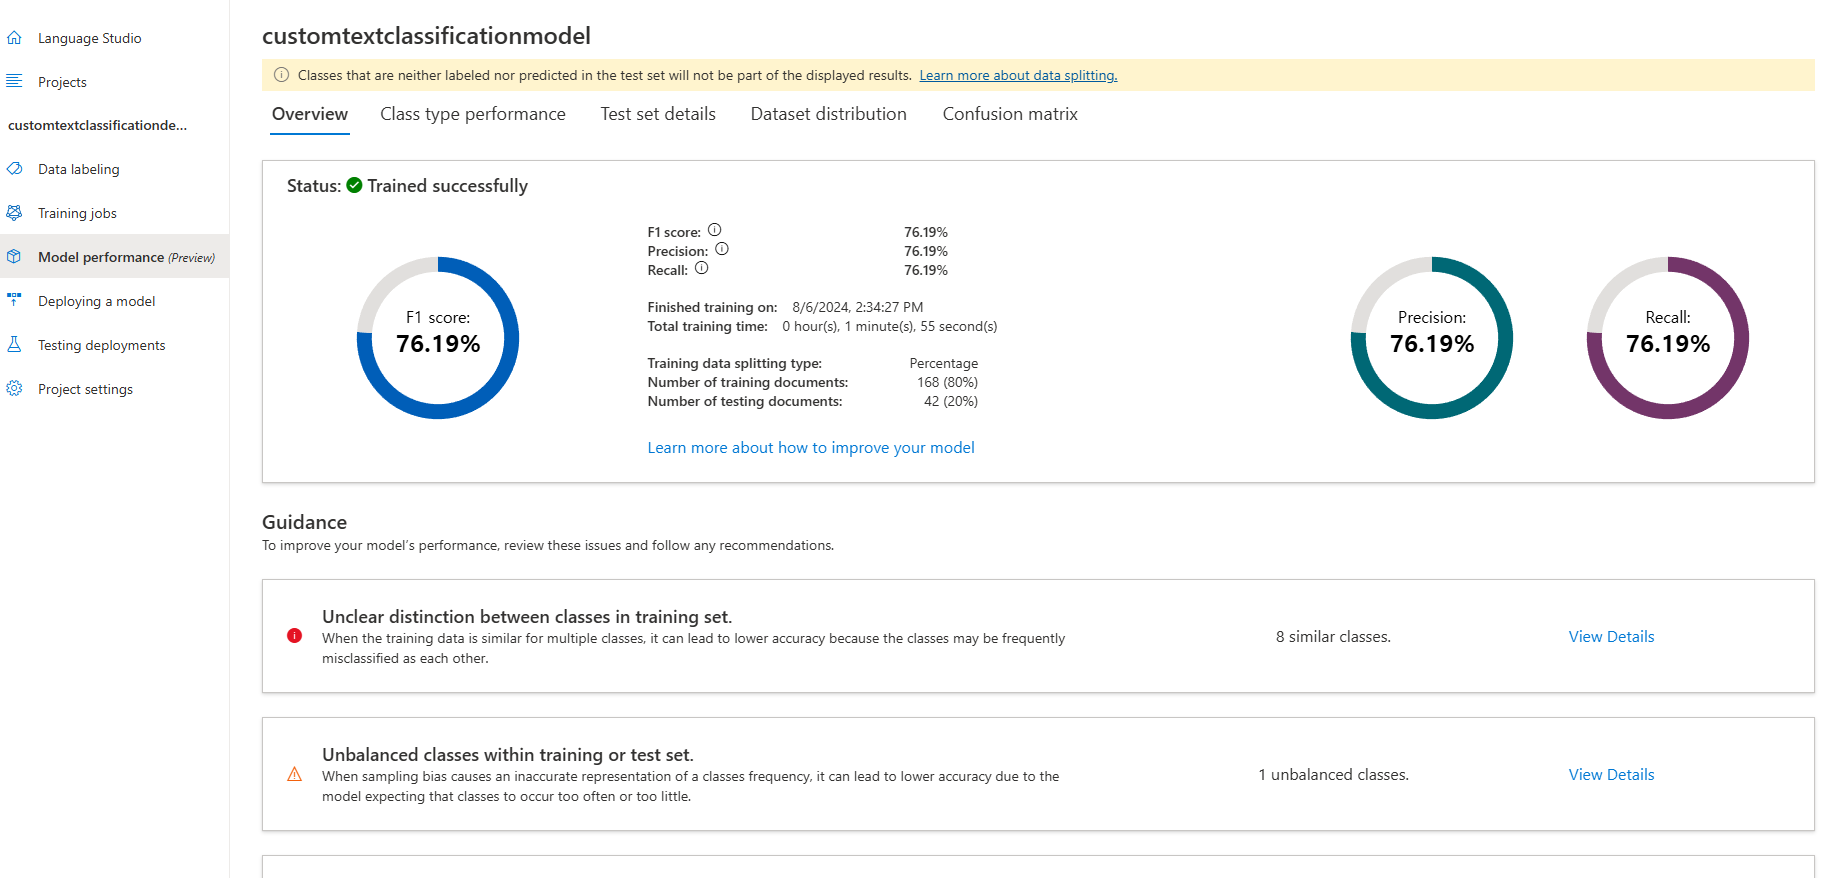 Language Studio
Projects
customtextclassificationde...
Data labeling
Training jobs
Model performance (Preview)
Deploying a model
Testing deployments
Project settings
customtextclassificationmodel
Classes that are neither labeled nor predicted in the test set will not be part of the displayed results. Learn more about data splitting.
Overview Class type performance Test set details Dataset distribution Confusion matrix
Status: Trained successfully
F1 score:
76.19%
F1 score: 76.19%
Precision: 76.19%
Recall: 76.19%
Finished training on: 8/6/2024, 2:34:27 PM
Total training time: 0 hour(s), 1 minute(s), 55 second(s)
Training data splitting type: Percentage
Number of training documents: 168 (80%)
Number of testing documents: 42 (20%)
Learn more about how to improve your model
Precision:
76.19%
Recall:
76.19%
Guidance
To improve your model's performance, review these issues and follow any recommendations.
Unclear distinction between classes in training set.
When the training data is similar for multiple classes, it can lead to lower accuracy because the classes may be frequently
misclassified as each other.
8 similar classes.
View Details
Unbalanced classes within training or test set.
When sampling bias causes an inaccurate representation of a classes frequency, it can lead to lower accuracy due to the
model expecting that classes to occur too often or too little.
1 unbalanced classes.
View Details